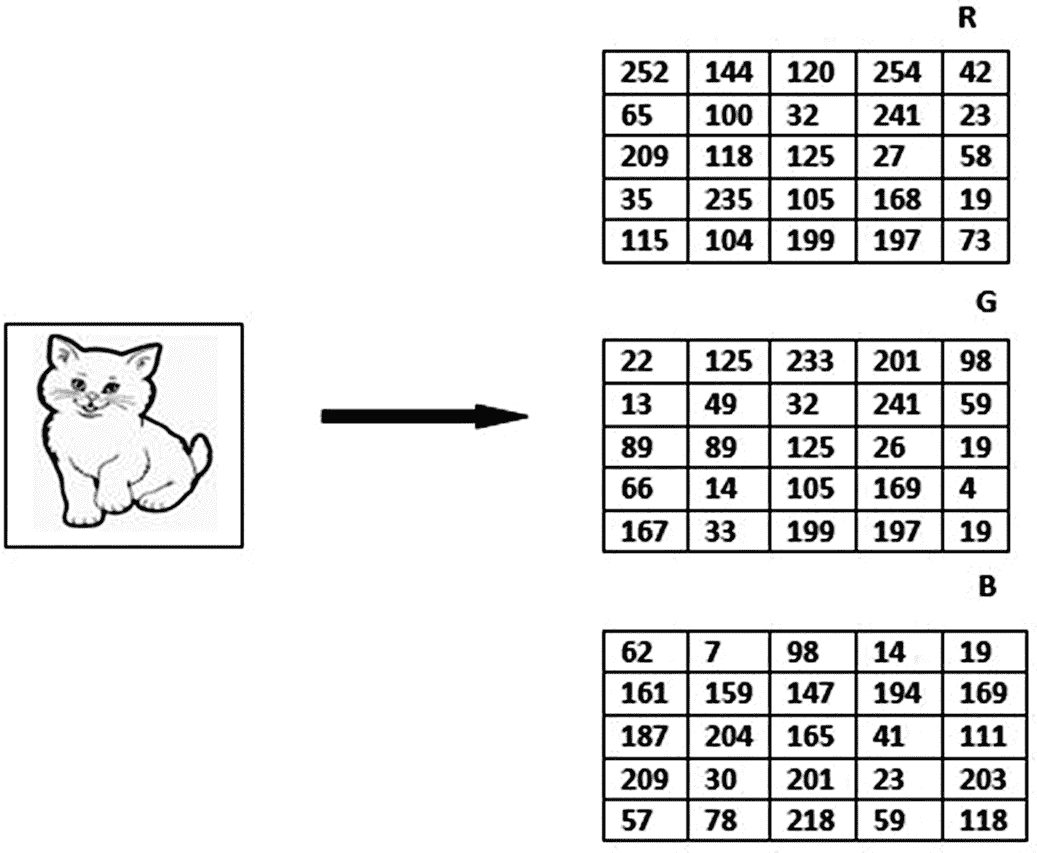 R
252 144 120 254 42
65 100 32 241 23
209 118 125 27 58
35 235 105 168 19
115 104 199 197 73
G
22 125 233 201 98
13 49 32 241 59
89 89 125 26 19
66 14 105 169 4
167 33 199 197 19
B
62 7 98 14 19
161 159 147 194 169
187 204 165 41 111
209 30 201 23 203
57 78 218 59 118